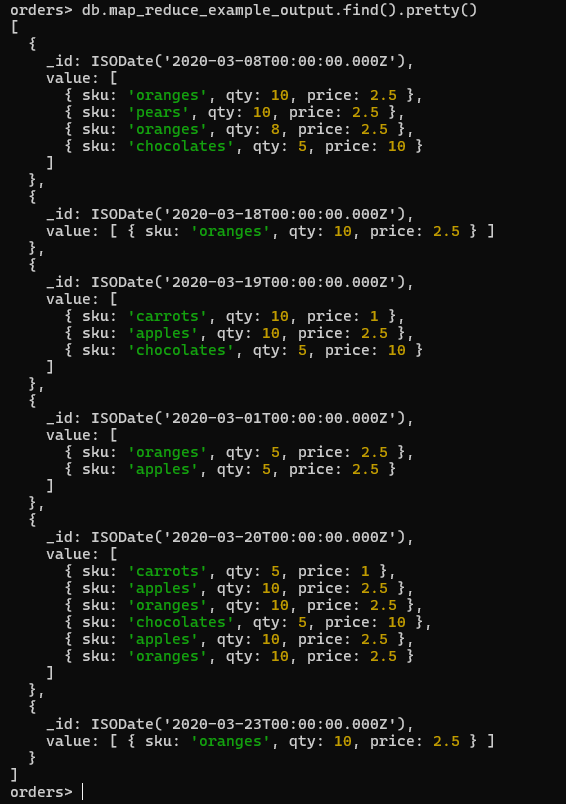 orders> db.map_reduce_example_output.find().pretty()
[
  {
    _id: ISODate('2020-03-08T00:00:00.000Z'),
    value: [
      { sku: 'oranges', qty: 10, price: 2.5 },
      { sku: 'pears', qty: 10, price: 2.5 },
      { sku: 'oranges', qty: 8, price: 2.5 },
      { sku: 'chocolates', qty: 5, price: 10 }
    ]
  },
  {
    _id: ISODate('2020-03-18T00:00:00.000Z'),
    value: [ { sku: 'oranges', qty: 10, price: 2.5 } ]
  },
  {
    _id: ISODate('2020-03-19T00:00:00.000Z'),
    value: [
      { sku: 'carrots', qty: 10, price: 1 },
      { sku: 'apples', qty: 10, price: 2.5 },
      { sku: 'chocolates', qty: 5, price: 10 }
    ]
  },
  {
    _id: ISODate('2020-03-01T00:00:00.000Z'),
    value: [
      { sku: 'oranges', qty: 5, price: 2.5 },
      { sku: 'apples', qty: 5, price: 2.5 }
    ]
  },
  {
    _id: ISODate('2020-03-20T00:00:00.000Z'),
    value: [
      { sku: 'carrots', qty: 5, price: 1 },
      { sku: 'apples', qty: 10, price: 2.5 },
      { sku: 'oranges', qty: 10, price: 2.5 },
      { sku: 'chocolates', qty: 5, price: 10 },
      { sku: 'apples', qty: 10, price: 2.5 },
      { sku: 'oranges', qty: 10, price: 2.5 }
    ]
  },
  {
    _id: ISODate('2020-03-23T00:00:00.000Z'),
    value: [ { sku: 'oranges', qty: 10, price: 2.5 } ]
  }
]
orders>